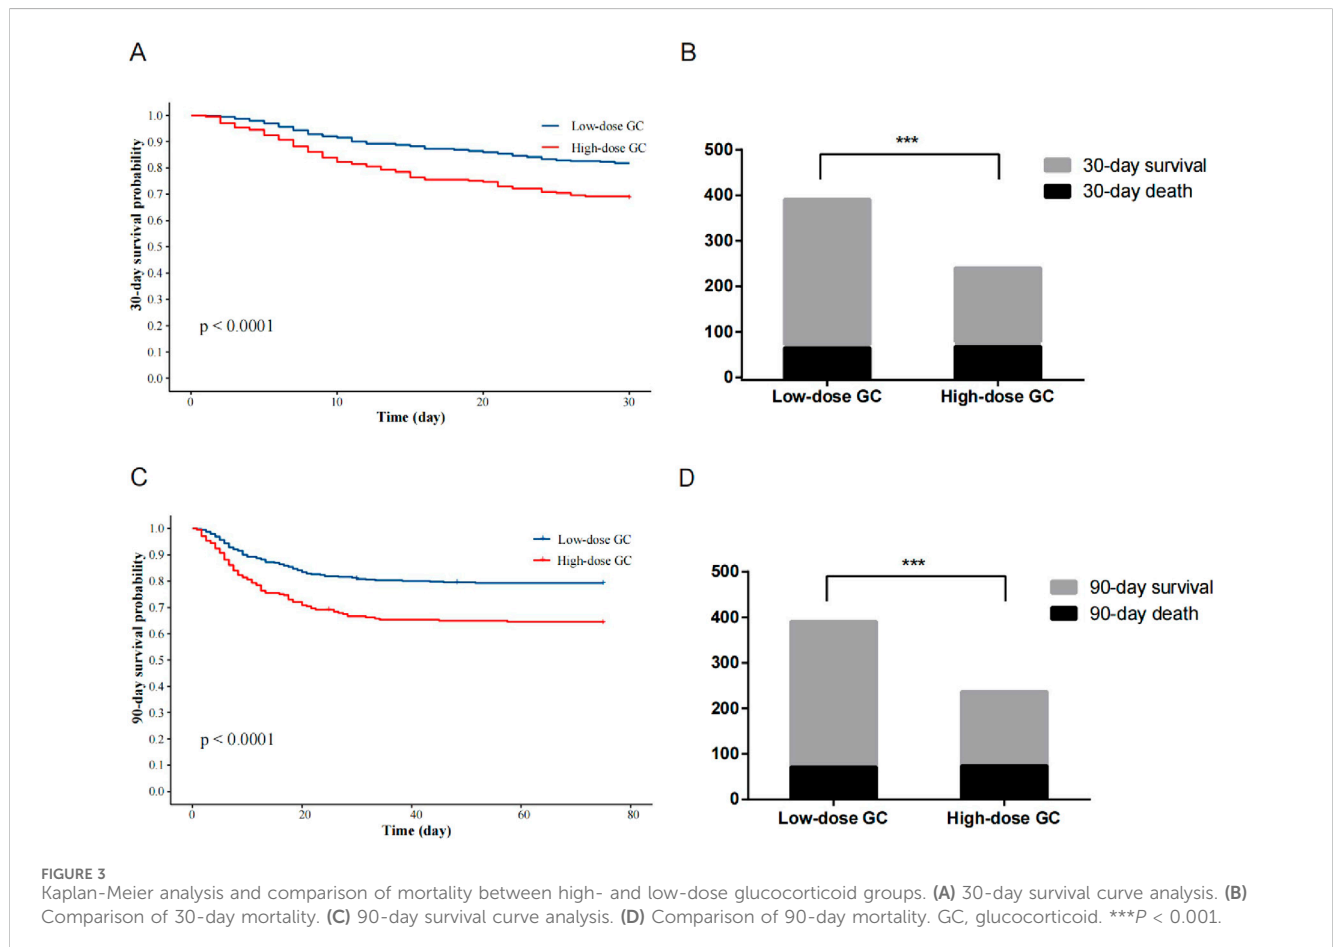 A
1.0
0.9
0.8
0.7
0.6
0.5
0.4
0.3
0.2
0.1
0.0
30-day survival probability
Low-dose GC
High-dose GC
p < 0.0001
0
10
20
30
Time (day)
B
500
400
300
200
100
0
***
30-day survival
30-day death
Low-dose GC
High-dose GC
C
1.0
0.9
0.8
0.7
0.6
0.5
0.4
0.3
0.2
0.1
0.0
90-day survival probability
Low-dose GC
High-dose GC
p < 0.0001
0
20
40
60
80
Time (day)
D
500
400
300
200
100
0
***
90-day survival
90-day death
Low-dose GC
High-dose GC
FIGURE 3
Kaplan-Meier analysis and comparison of mortality between high- and low-dose glucocorticoid groups. (A) 30-day survival curve analysis. (B)
Comparison of 30-day mortality. (C) 90-day survival curve analysis. (D) Comparison of 90-day mortality. GC, glucocorticoid. ***P < 0.001.